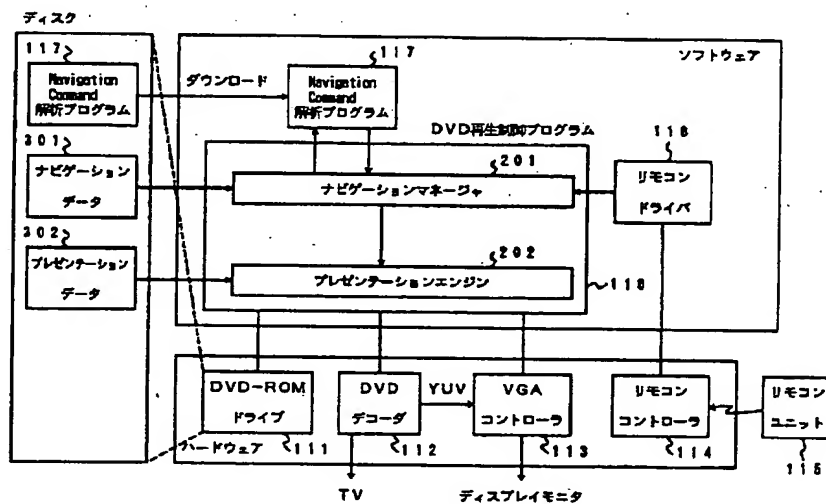 ディスク
117
Navigation
Command
解析プログラム
ダウンロード
117
Navigation
Command
解析プログラム
ソフトウェア
DVD再生制御プログラム
301
ナビゲーション
データ
201
ナビゲーションマネージャ
116
リモコン
ドライバ
302
プレゼンテーション
データ
202
プレゼンテーションエンジン
118
DVD-ROM
ドライブ
111
DVD
デコーダ
112
YUV
VGA
コントローラ
113
リモコン
コントローラ
114
リモコン
ユニット
115
ハードウェア
TV
ディスプレイモニタ